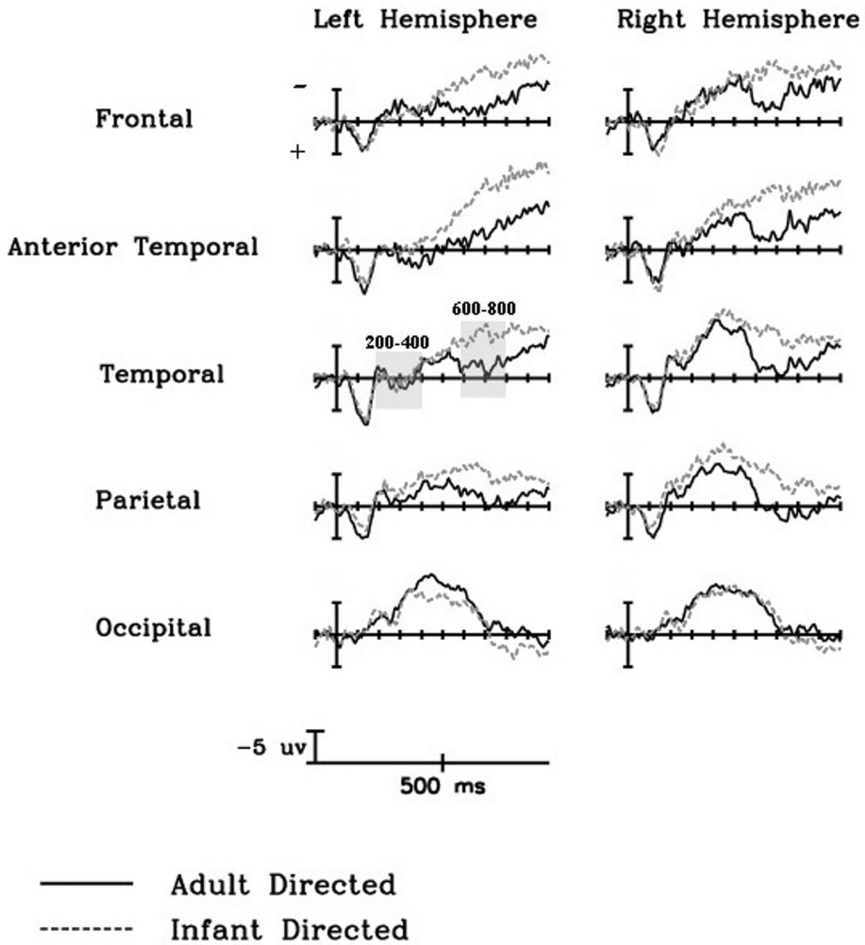 Left Hemisphere Right Hemisphere
-
Frontal
+
Anterior Temporal
600-800
200-400
Temporal
Parietal
Occipital
-5 uv
500 ms
Adult Directed
Infant Directed